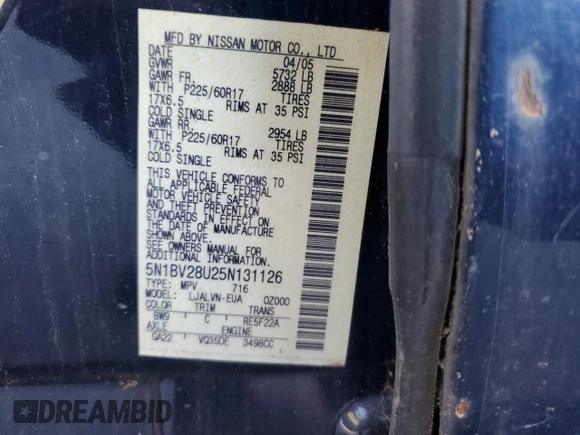 MFD BY NISSAN MOTOR CO., LTD
04/05
GVWR 5732 LB
GAWR FR. 2888 LB
WITH P225/60R17 TIRES
17X6.5 RIMS AT 35 PSI
COLD SINGLE
GAWR RR. 2954 LB
WITH P225/60R17 TIRES
17X6.5 RIMS AT 35 PSI
COLD SINGLE
THIS VEHICLE CONFORMS TO
ALL APPLICABLE FEDERAL
MOTOR VEHICLE SAFETY
AND THEFT PREVENTION
STANDARDS IN EFFECT ON
THE DATE OF MANUFACTURE
SHOWN ABOVE.
SEE OWNERS MANUAL FOR
ADDITIONAL INFORMATION.
5N1BV28U25N131126
TYPE: MPV 716
MODEL: LJALVN-EUA 0Z000
COLOR TRIM TRANS
BW9 C RE5F22A
AXLE ENGINE
GA22 VQ35DE 3498CC
DREAMBID